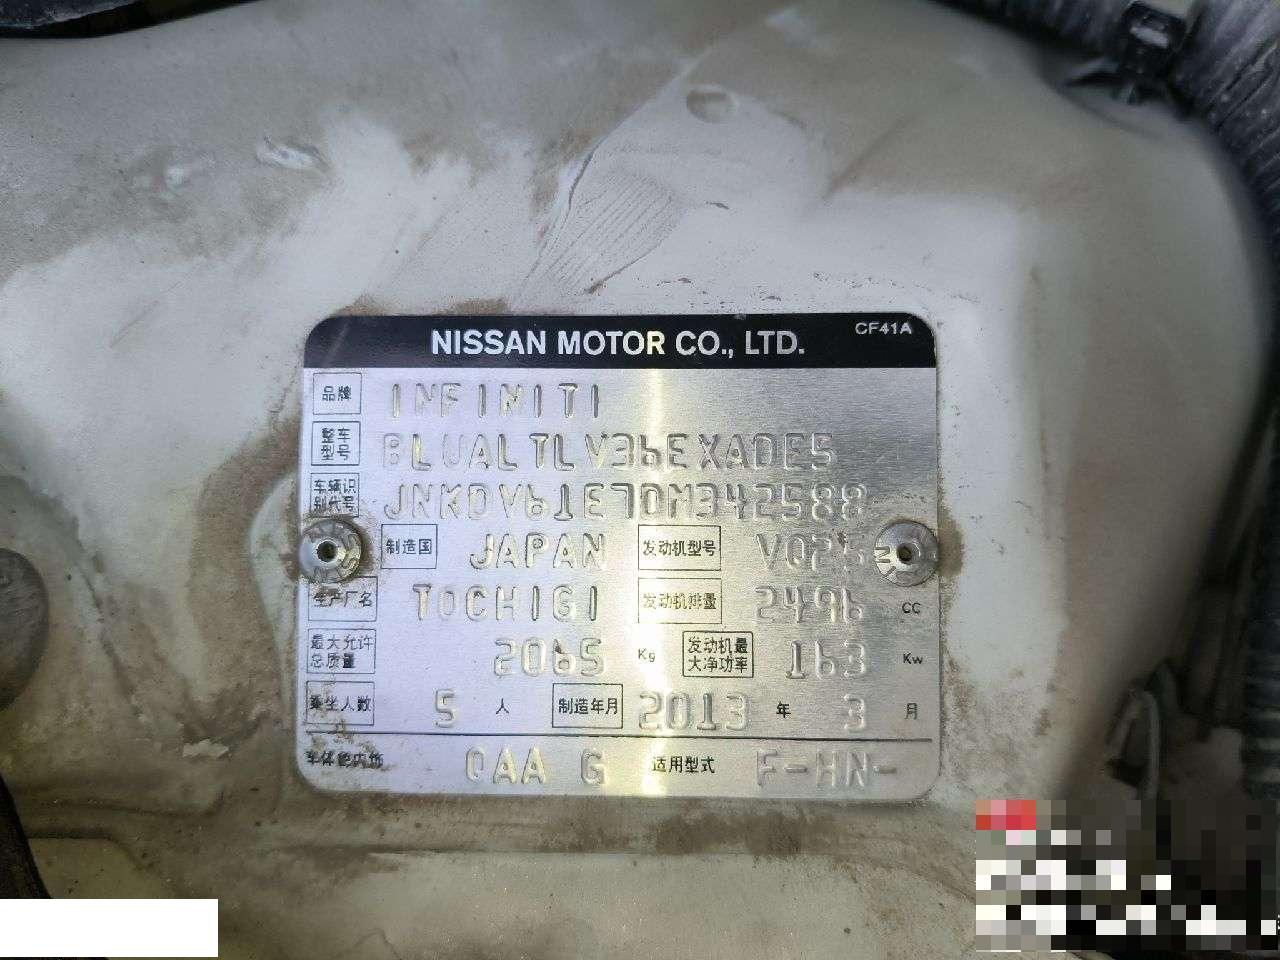 NISSAN MOTOR CO., LTD. CF41A
品牌 INFINITI
整车型号 BLUALTLV36EXADE5
车辆识别代号 JNKDV61E7DM342588
制造国 JAPAN 发动机型号 VQ25
生产厂名 TOCHIGI 发动机排量 2496 CC
最大允许总质量 2065 Kg 发动机最大净功率 163 Kw
乘坐人数 5 人 制造年月 2013 年 3 月
车体色内饰 QAA G 适用型式 F-HN-